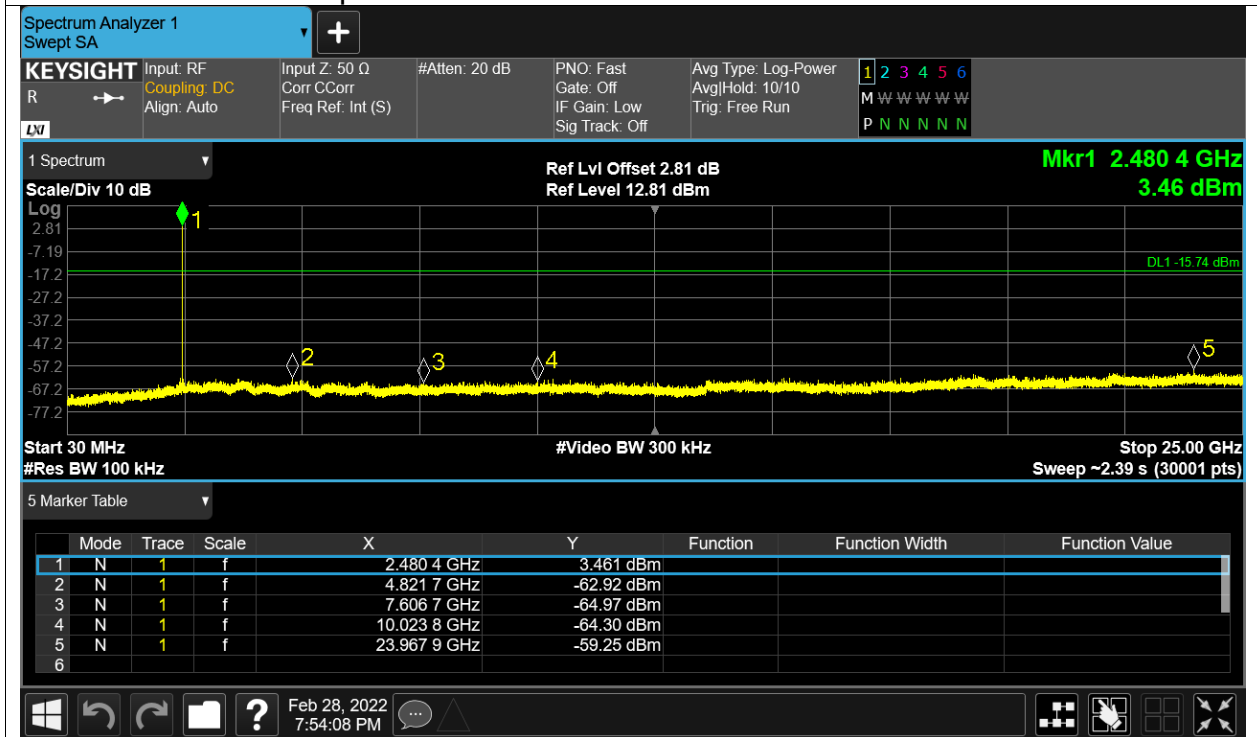 Spectrum Analyzer 1
Swept SA
KEYSIGHT Input: RF Input Z: 50 Ω #Atten: 20 dB PNO: Fast Avg Type: Log-Power 1 2 3 4 5 6
R Coupling: DC Corr CCorr Gate: Off Avg|Hold: 10/10 M W W W W W
Align: Auto Freq Ref: Int (S) IF Gain: Low Trig: Free Run
LXI Sig Track: Off P N N N N N
1 Spectrum Ref Lvl Offset 2.81 dB Mkr1 2.480 4 GHz
Scale/Div 10 dB Ref Level 12.81 dBm 3.46 dBm
Log
1
2.81
-7.19
DL1 -15.74 dBm
-17.2
-27.2
-37.2
-47.2
2 3 4 5
-57.2
-67.2
-77.2
Start 30 MHz #Video BW 300 kHz Stop 25.00 GHz
#Res BW 100 kHz Sweep ~2.39 s (30001 pts)
5 Marker Table
Mode Trace Scale X Y Function Function Width Function Value
1 N 1 f 2.480 4 GHz 3.461 dBm
2 N 1 f 4.821 7 GHz -62.92 dBm
3 N 1 f 7.606 7 GHz -64.97 dBm
4 N 1 f 10.023 8 GHz -64.30 dBm
5 N 1 f 23.967 9 GHz -59.25 dBm
6
? Feb 28, 2022
7:54:08 PM